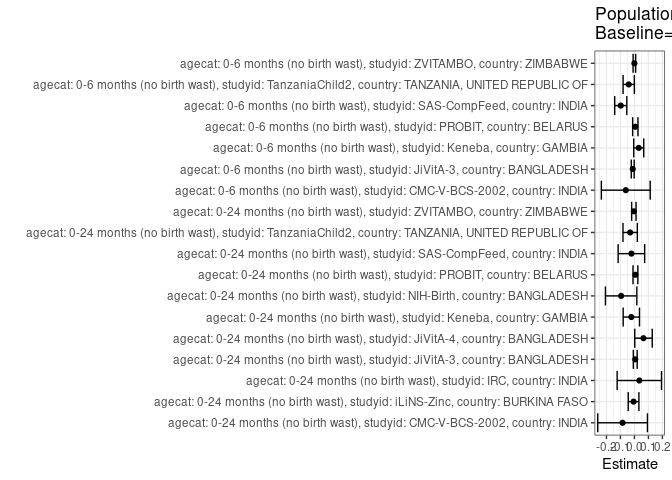 Population
Baseline=
agecat: 0-6 months (no birth wast), studyid: ZVITAMBO, country: ZIMBABWE
agecat: 0-6 months (no birth wast), studyid: TanzaniaChild2, country: TANZANIA, UNITED REPUBLIC OF
agecat: 0-6 months (no birth wast), studyid: SAS-CompFeed, country: INDIA
agecat: 0-6 months (no birth wast), studyid: PROBIT, country: BELARUS
agecat: 0-6 months (no birth wast), studyid: Keneba, country: GAMBIA
agecat: 0-6 months (no birth wast), studyid: JiVitA-3, country: BANGLADESH
agecat: 0-6 months (no birth wast), studyid: CMC-V-BCS-2002, country: INDIA
agecat: 0-24 months (no birth wast), studyid: ZVITAMBO, country: ZIMBABWE
agecat: 0-24 months (no birth wast), studyid: TanzaniaChild2, country: TANZANIA, UNITED REPUBLIC OF
agecat: 0-24 months (no birth wast), studyid: SAS-CompFeed, country: INDIA
agecat: 0-24 months (no birth wast), studyid: PROBIT, country: BELARUS
agecat: 0-24 months (no birth wast), studyid: NIH-Birth, country: BANGLADESH
agecat: 0-24 months (no birth wast), studyid: Keneba, country: GAMBIA
agecat: 0-24 months (no birth wast), studyid: JiVitA-4, country: BANGLADESH
agecat: 0-24 months (no birth wast), studyid: JiVitA-3, country: BANGLADESH
agecat: 0-24 months (no birth wast), studyid: IRC, country: INDIA
agecat: 0-24 months (no birth wast), studyid: iLiNS-Zinc, country: BURKINA FASO
agecat: 0-24 months (no birth wast), studyid: CMC-V-BCS-2002, country: INDIA
-0.2 -0.1 0.0 0.1 0.2
Estimate